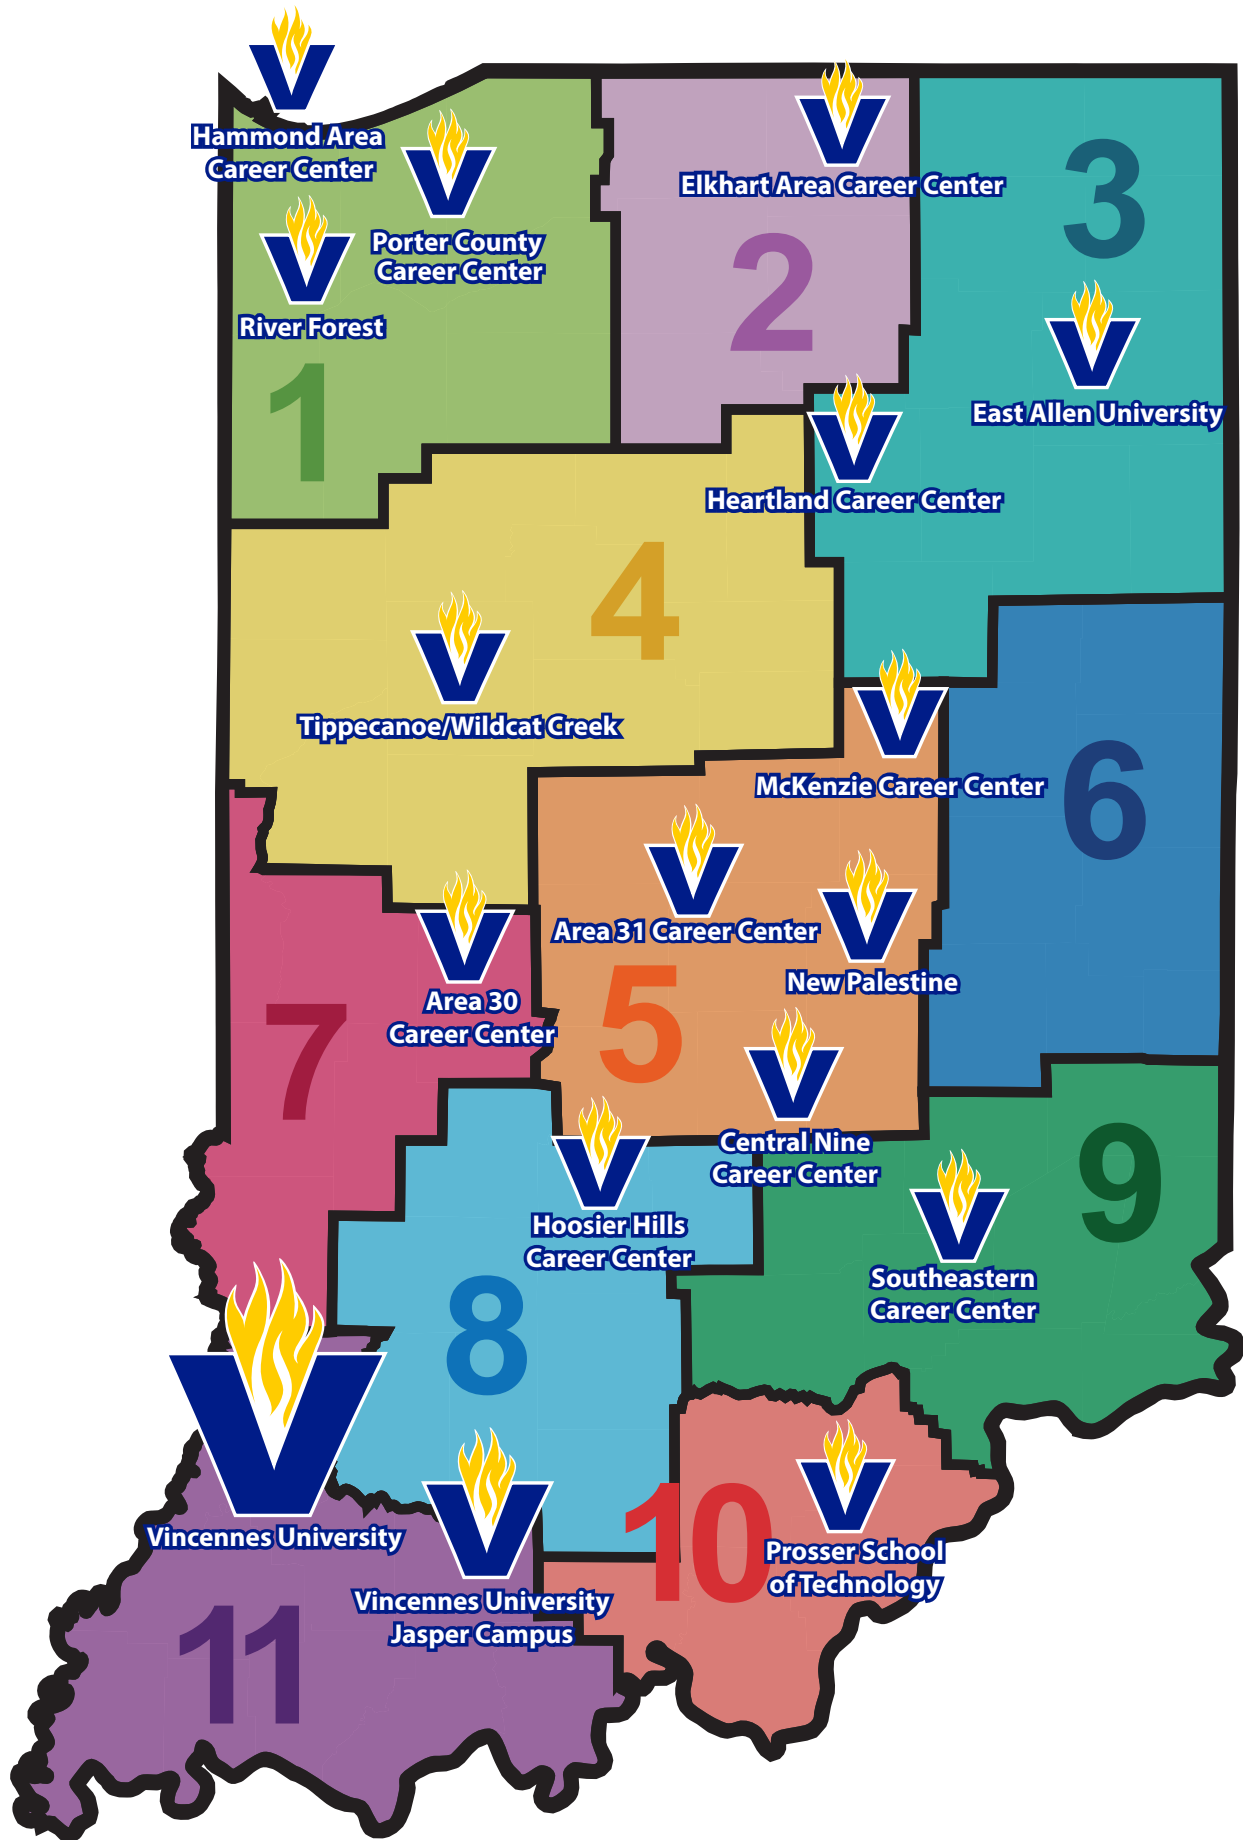 Hammond Area
Career Center
Porter County
Career Center
River Forest
1
Elkhart Area Career Center
2
3
East Allen University
Heartland Career Center
4
Tippecanoe/Wildcat Creek
McKenzie Career Center
6
Area 31 Career Center
New Palestine
5
Area 30
Career Center
7
Central Nine
Career Center
Hoosier Hills
Career Center
8
9
Southeastern
Career Center
Vincennes University
Vincennes University
Jasper Campus
10
Prosser School
of Technology
11